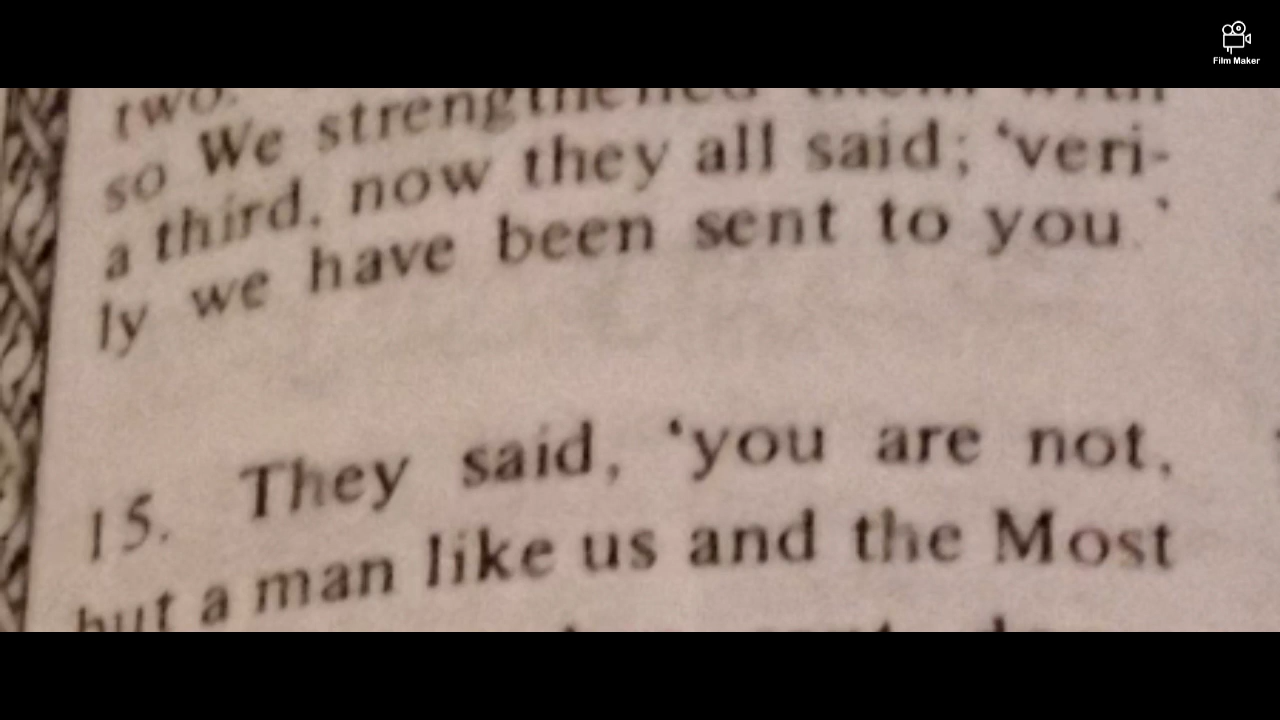 Film Maker
two.
so We strengthened them with
a third, now they all said; 'veri-
ly we have been sent to you.'
15. They said, 'you are not,
but a man like us and the Most